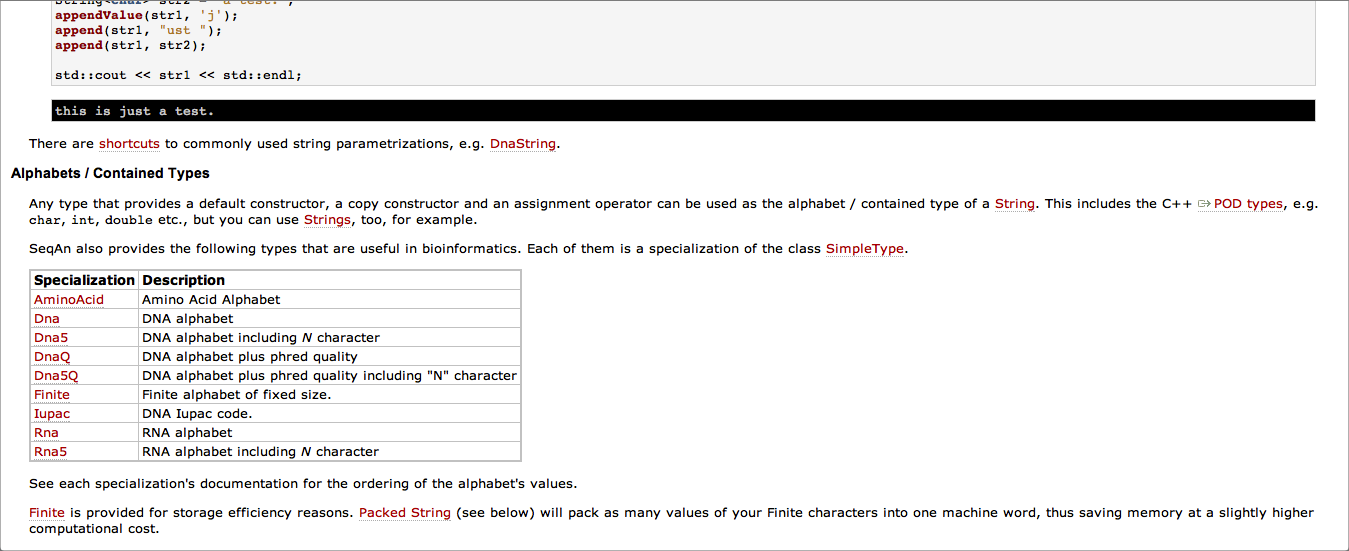 appendValue(str1, 'j');
append(str1, "ust ");
append(str1, str2);
std::cout << str1 << std::endl;
this is just a test.
There are shortcuts to commonly used string parametrizations, e.g. DnaString.
Alphabets / Contained Types
Any type that provides a default constructor, a copy constructor and an assignment operator can be used as the alphabet / contained type of a String. This includes the C++ POD types, e.g.
char, int, double etc., but you can use Strings, too, for example.
SeqAn also provides the following types that are useful in bioinformatics. Each of them is a specialization of the class SimpleType.
Specialization Description
AminoAcid Amino Acid Alphabet
Dna DNA alphabet
Dna5 DNA alphabet including N character
DnaQ DNA alphabet plus phred quality
Dna5Q DNA alphabet plus phred quality including "N" character
Finite Finite alphabet of fixed size.
Iupac DNA Iupac code.
Rna RNA alphabet
Rna5 RNA alphabet including N character
See each specialization's documentation for the ordering of the alphabet's values.
Finite is provided for storage efficiency reasons. Packed String (see below) will pack as many values of your Finite characters into one machine word, thus saving memory at a slightly higher
computational cost.